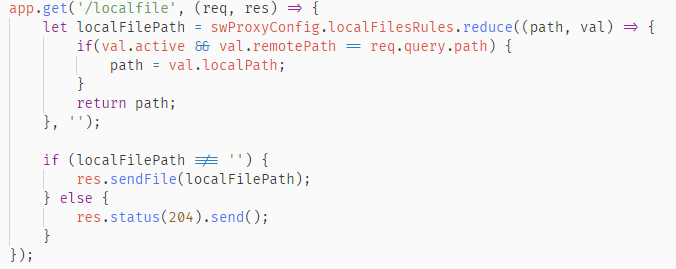 app.get('/localfile', (req, res) => {
    let localFilePath = swProxyConfig.localFilesRules.reduce((path, val) => {
        if(val.active && val.remotePath == req.query.path) {
            path = val.localPath;
        }
        return path;
    }, '');

    if (localFilePath !== '') {
        res.sendFile(localFilePath);
    } else {
        res.status(204).send();
    }
});